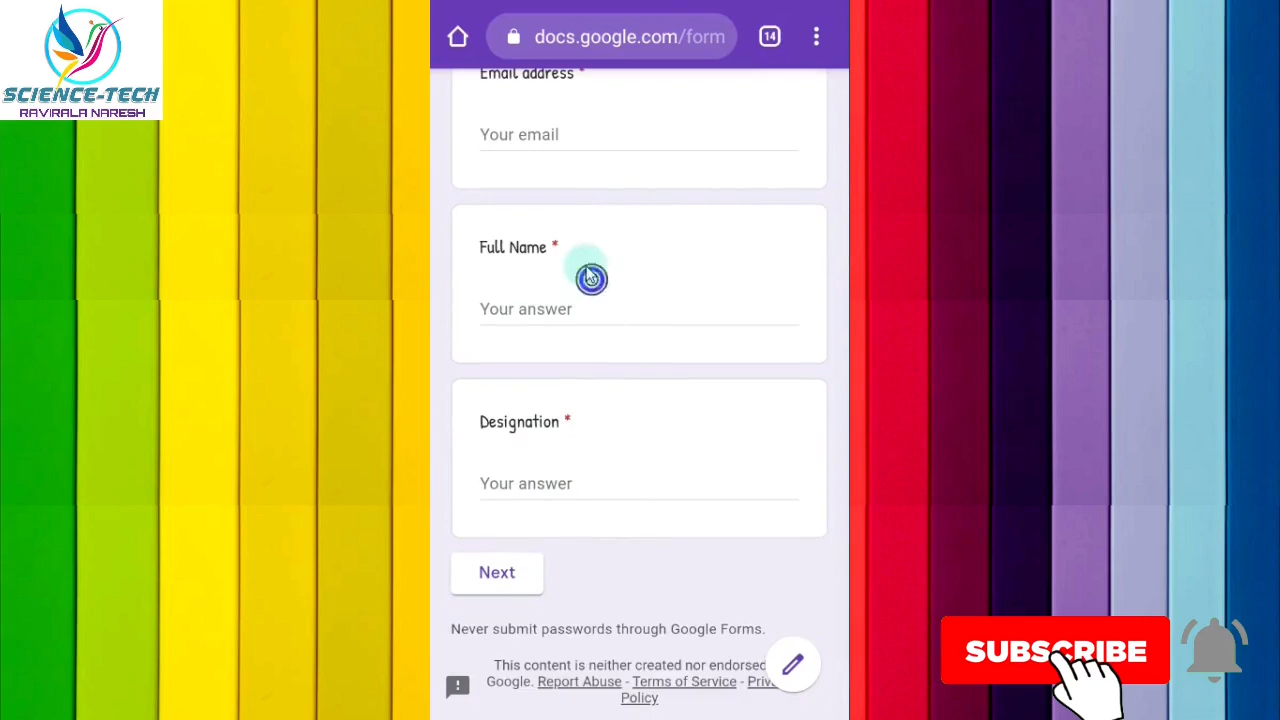 SCIENCE-TECH
RAVIRALA NARESH
docs.google.com/form
14
Email address *
Your email
Full Name *
Your answer
Designation *
Your answer
Next
Never submit passwords through Google Forms.
This content is neither created nor endorsed
Google. Report Abuse - Terms of Service -
Policy
SUBSCRIBE